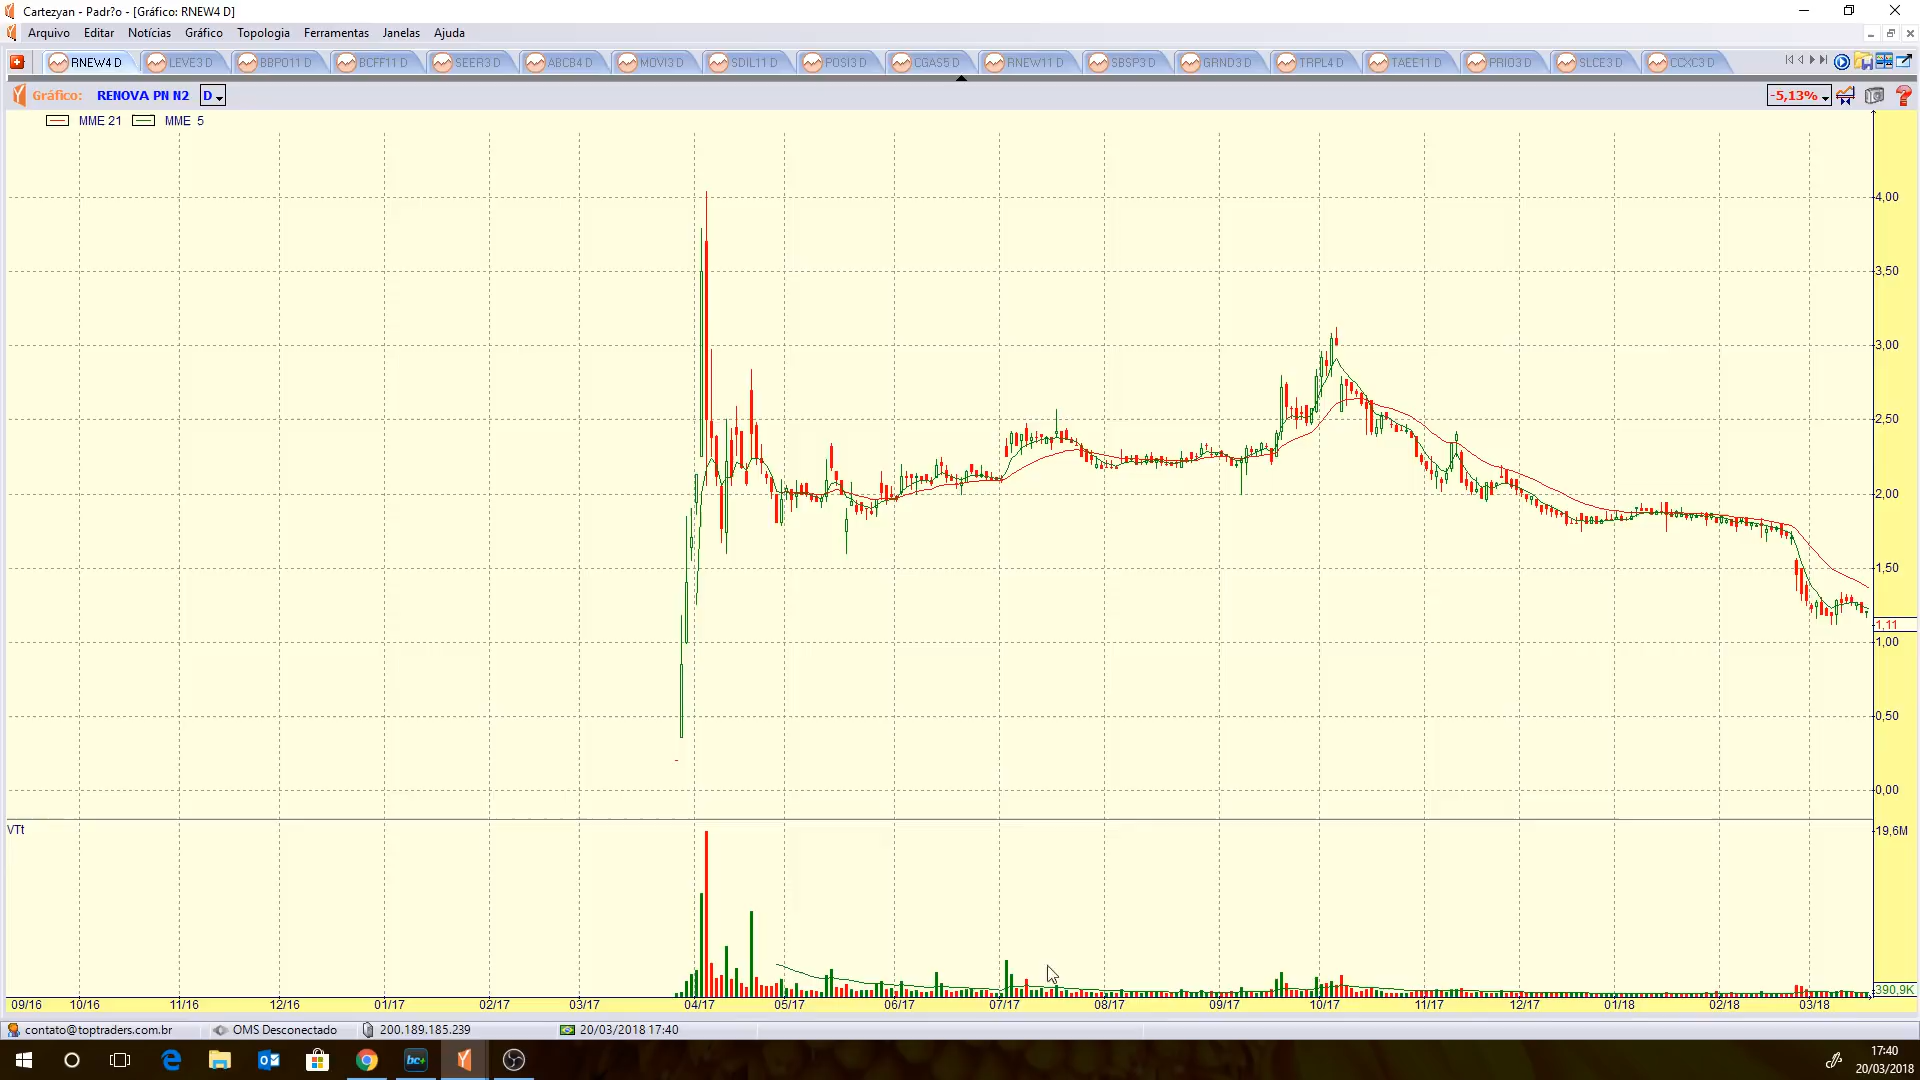 Cartezyan - Padr?o - [Gráfico: RNEW4 D]
Arquivo Editar Notícias Gráfico Topologia Ferramentas Janelas Ajuda
RNEW4 D LEVE3 D BBPO11 D BCFF11 D SEER3 D ABCB4 D MOVI3 D SDIL11 D POSI3 D CGAS5 D RNEW11 D SBSP3 D GRND3 D TRPL4 D TAEE11 D PRIO3 D SLCE3 D CCXC3 D
Gráfico: RENOVA PN N2 D -5,13%
MME 21 MME 5
4,00
3,50
3,00
2,50
2,00
1,50
1,11
1,00
0,50
0,00
VTt 19,6M
390,9K
09/16 10/16 11/16 12/16 01/17 02/17 03/17 04/17 05/17 06/17 07/17 08/17 09/17 10/17 11/17 12/17 01/18 02/18 03/18
contato@toptraders.com.br OMS Desconectado 200.189.185.239 20/03/2018 17:40
bc+
17:40
20/03/2018